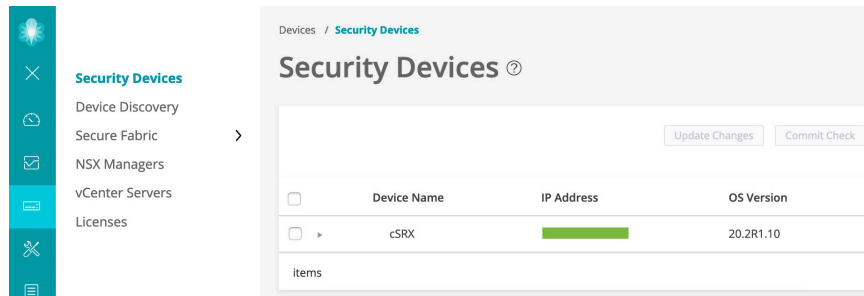 Devices / Security Devices
Security Devices
Security Devices
Device Discovery
Secure Fabric
NSX Managers
vCenter Servers
Licenses
Update Changes Commit Check
Device Name IP Address OS Version
cSRX 20.2R1.10
items